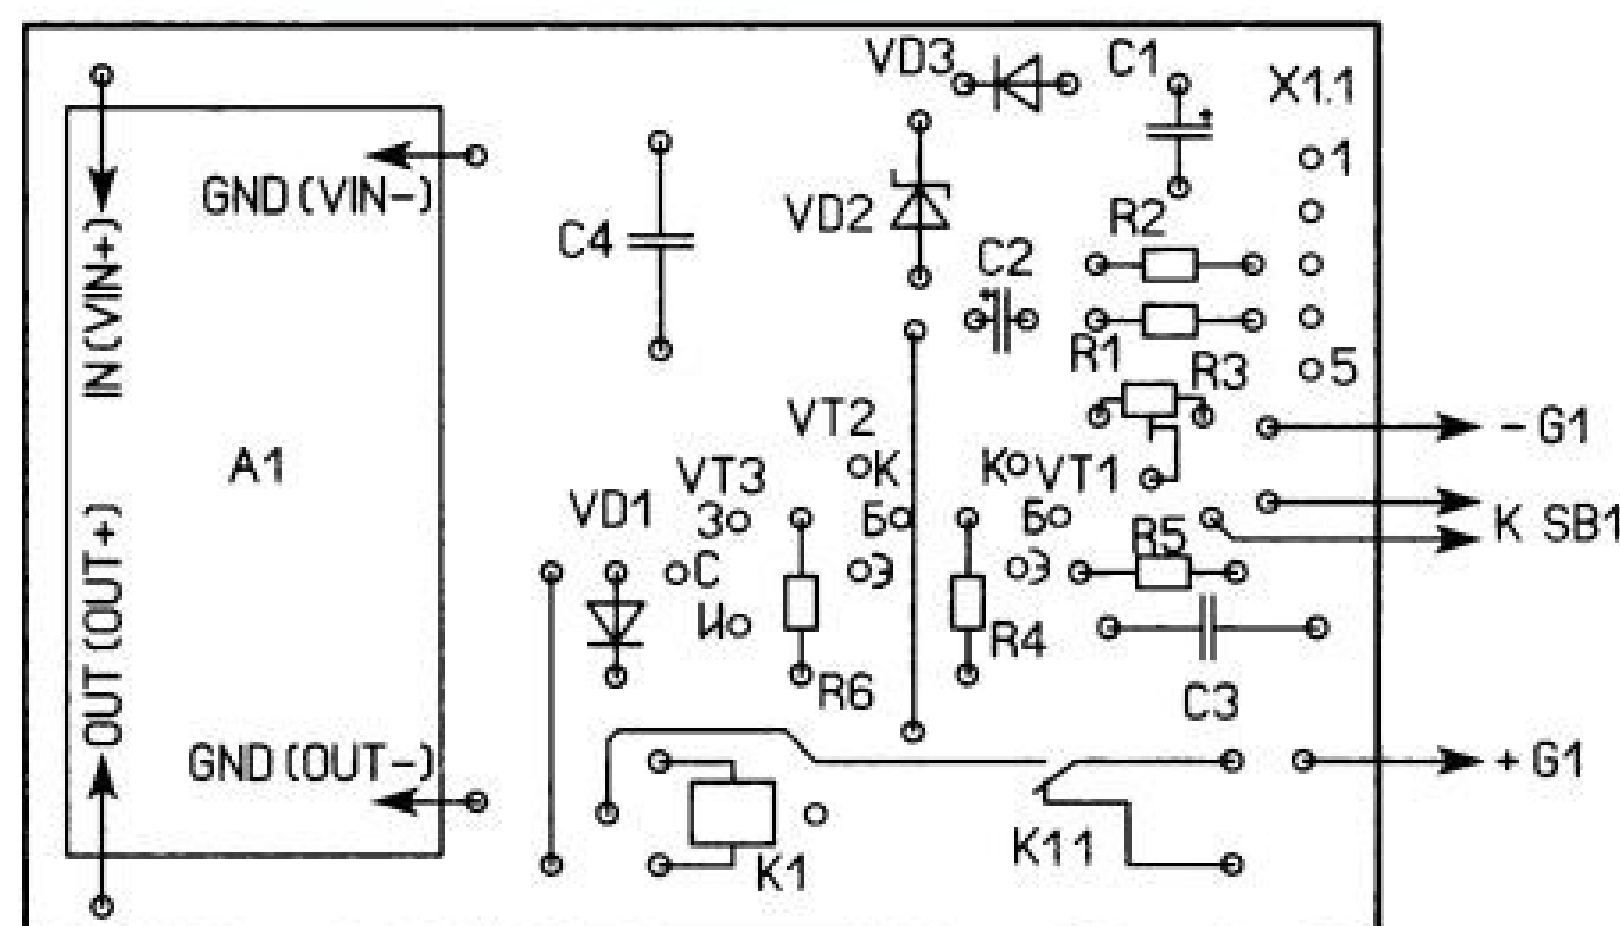 VD3
C1
X1.1
1
GND (VIN-)
VD2
R2
C4
C2
IN (VIN+)
R1
R3
5
VT2
- G1
A1
VT3
К
К
VT1
VD1
З
Б
Б
R5
К SB1
С
Э
Э
OUT (OUT+)
И
R4
R6
C3
GND (OUT-)
+ G1
K1
K1.1